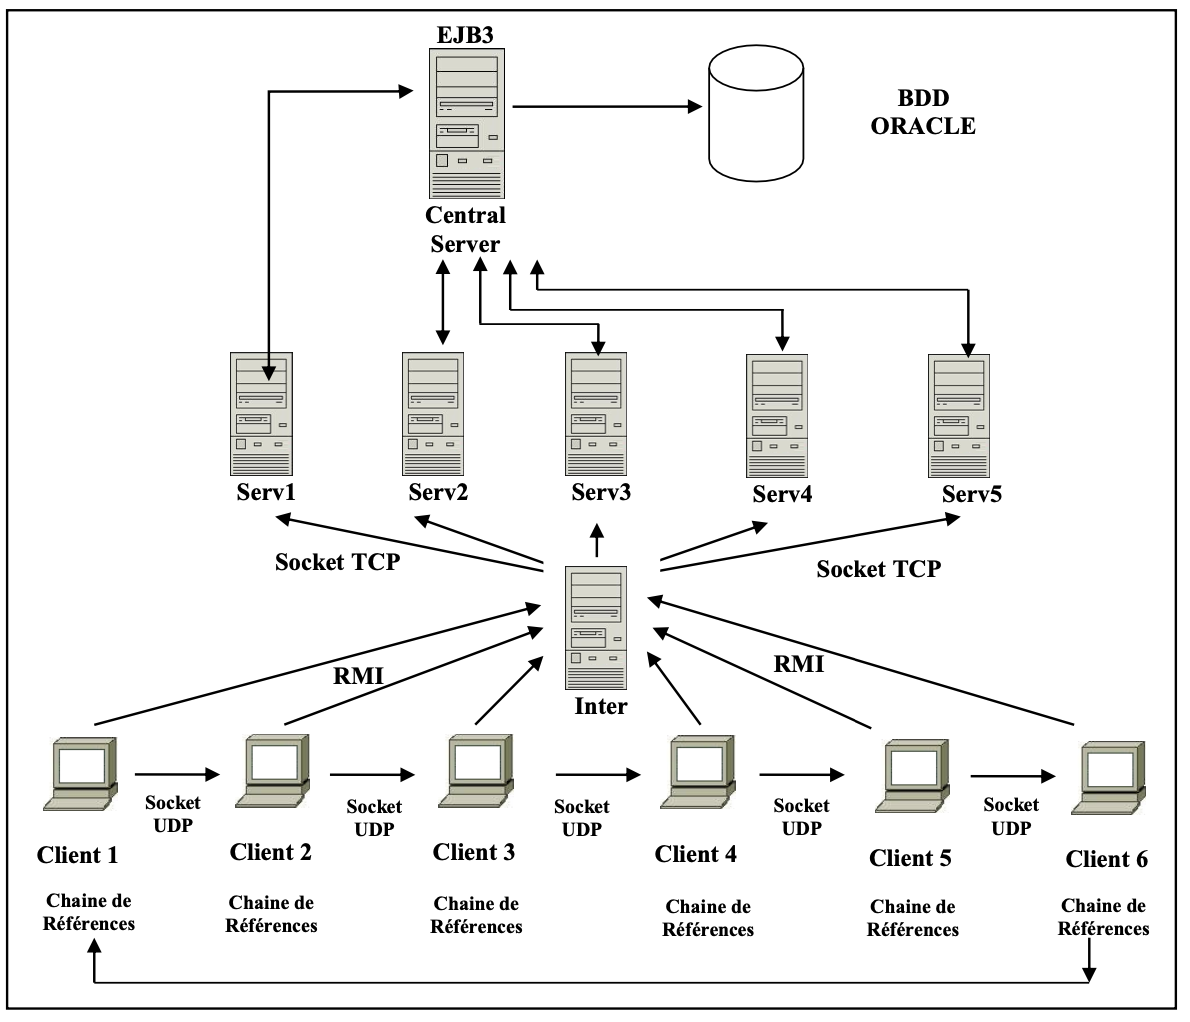 EJB3
BDD
ORACLE
Central
Server
Serv1
Serv2
Serv3
Serv4
Serv5
Socket TCP
Socket TCP
RMI
RMI
Inter
Socket
UDP
Socket
UDP
Socket
UDP
Socket
UDP
Socket
UDP
Client 1
Client 2
Client 3
Client 4
Client 5
Client 6
Chaine de
Références
Chaine de
Références
Chaine de
Références
Chaine de
Références
Chaine de
Références
Chaine de
Références